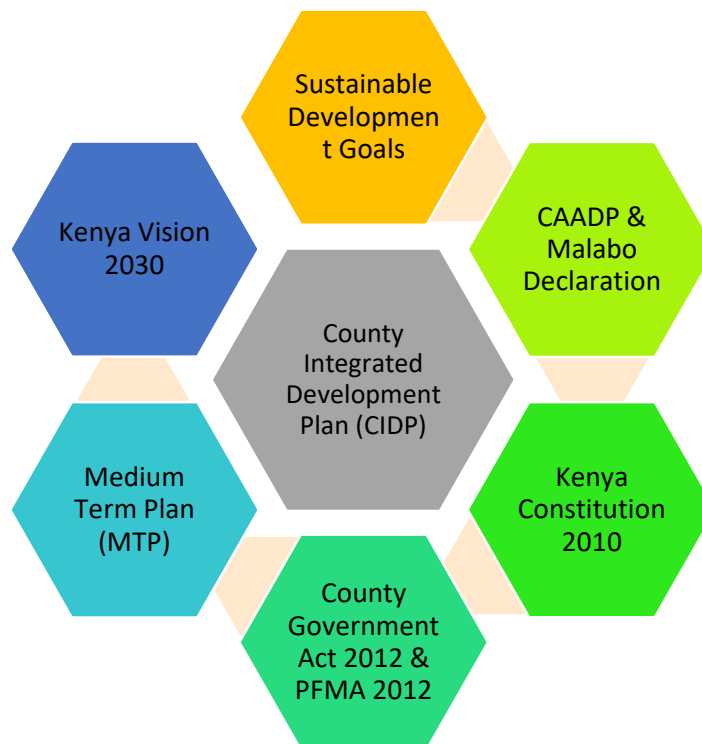 Sustainable
Developmen
t Goals
Kenya Vision
2030
CAADP &
Malabo
Declaration
County
Integrated
Development
Plan (CIDP)
Medium
Term Plan
(MTP)
Kenya
Constitution
2010
County
Government
Act 2012 &
PFMA 2012